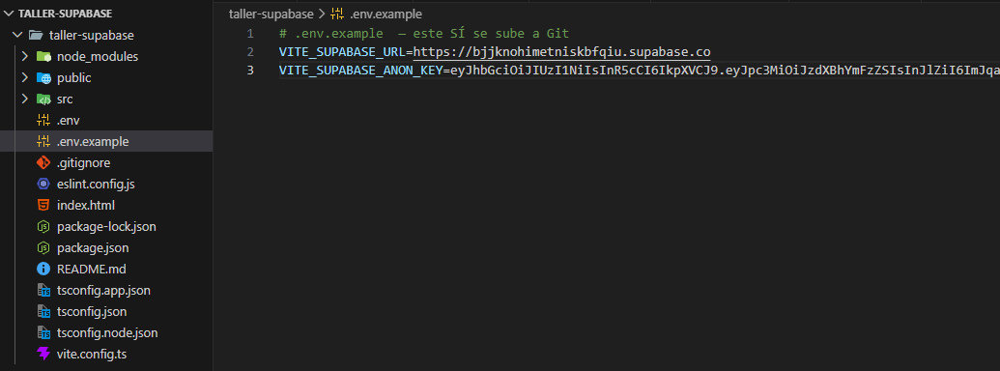 TALLER-SUPABASE
taller-supabase
node_modules
public
src
.env
.env.example
.gitignore
eslint.config.js
index.html
package-lock.json
package.json
README.md
tsconfig.app.json
tsconfig.json
tsconfig.node.json
vite.config.ts
taller-supabase > .env.example
1 # .env.example — este SÍ se sube a Git
2 VITE_SUPABASE_URL=https://bjjknohimetniskbfqiu.supabase.co
3 VITE_SUPABASE_ANON_KEY=eyJhbGciOiJIUzI1NiIsInR5cCI6IkpXVCJ9.eyJpc3MiOiJzdXBhYmFzZSIsInJlZiI6ImJqa